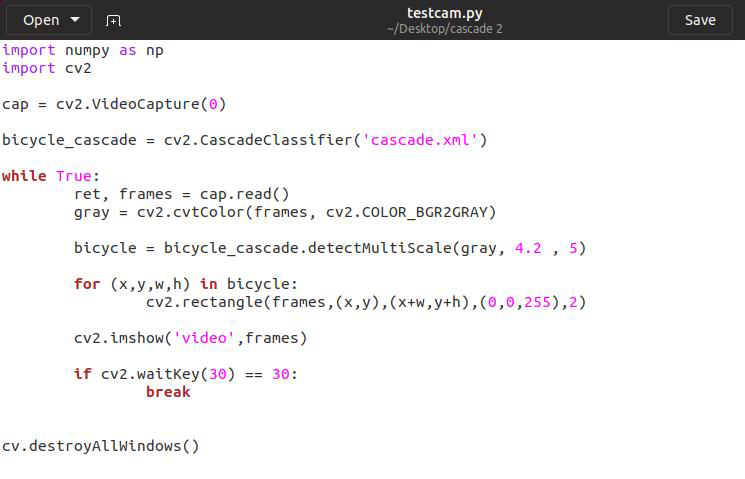 Open testcam.py Save
~/Desktop/cascade 2
import numpy as np
import cv2
cap = cv2.VideoCapture(0)
bicycle_cascade = cv2.CascadeClassifier('cascade.xml')
while True:
        ret, frames = cap.read()
        gray = cv2.cvtColor(frames, cv2.COLOR_BGR2GRAY)
        bicycle = bicycle_cascade.detectMultiScale(gray, 4.2 , 5)
        for (x,y,w,h) in bicycle:
                cv2.rectangle(frames,(x,y),(x+w,y+h),(0,0,255),2)
        cv2.imshow('video',frames)
        if cv2.waitKey(30) == 30:
                break
cv.destroyAllWindows()